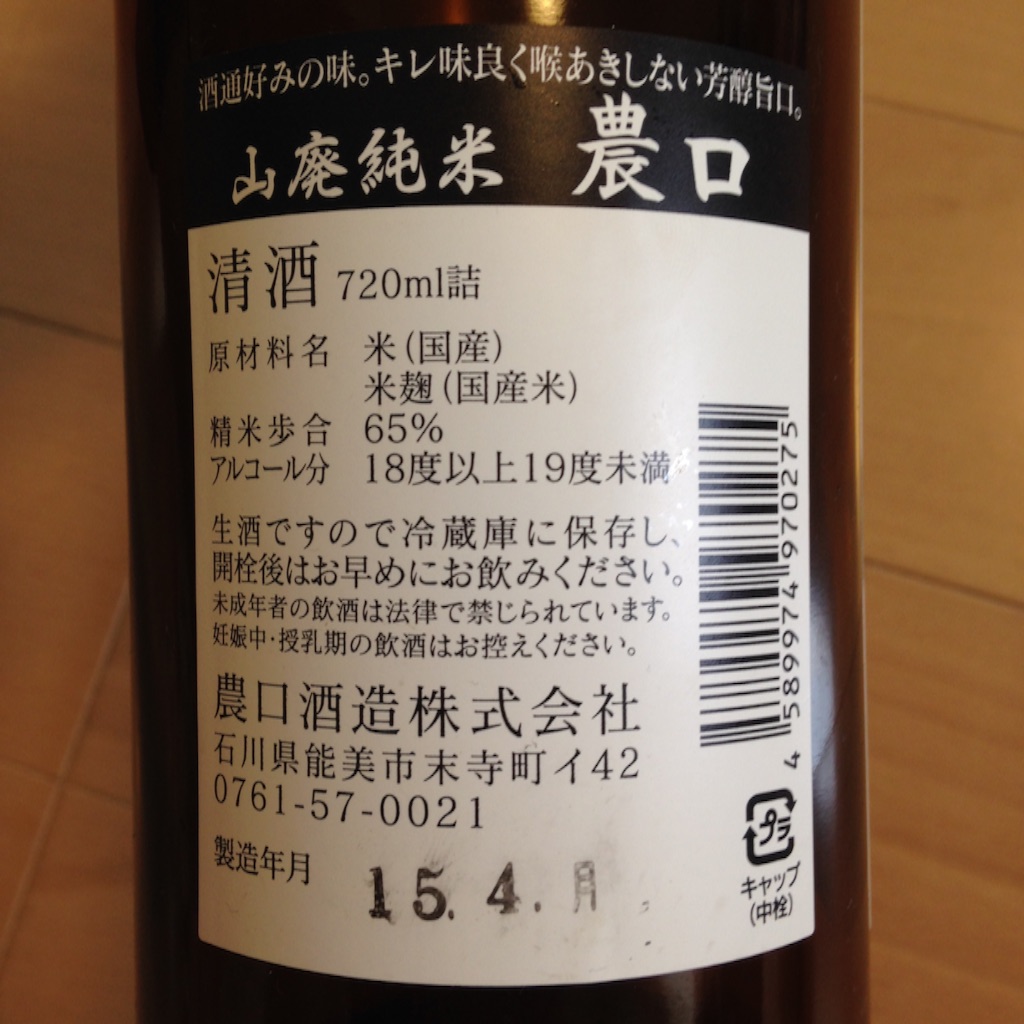 酒通好みの味。キレ味良く喉あきしない芳醇旨口。
山廃純米 農口
清酒 720ml詰
原材料名 米(国産)
米麹(国産米)
精米歩合 65%
アルコール分 18度以上19度未満
生酒ですので冷蔵庫に保存し、
開栓後はお早めにお飲みください。
未成年者の飲酒は法律で禁じられています。
妊娠中・授乳期の飲酒はお控えください。
農口酒造株式会社
石川県能美市末寺町イ42
0761-57-0021
製造年月 15.4.月
4 589974 970275
プラ
キャップ
(中栓)